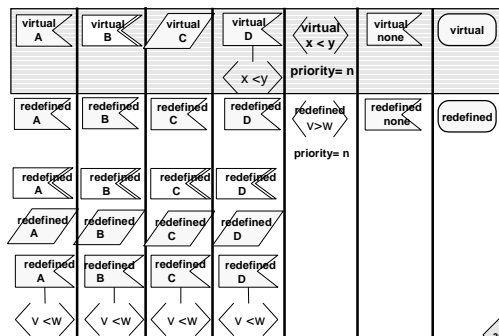 virtual A
virtual B
virtual C
virtual D
x <y
virtual x < y
priority= n
virtual none
virtual
redefined A
redefined B
redefined C
redefined D
redefined v>w
priority= n
redefined none
redefined
redefined A
redefined B
redefined C
redefined D
redefined A
redefined B
redefined C
redefined D
redefined A
redefined B
redefined C
redefined D
v <w
v <w
v <w
v <w